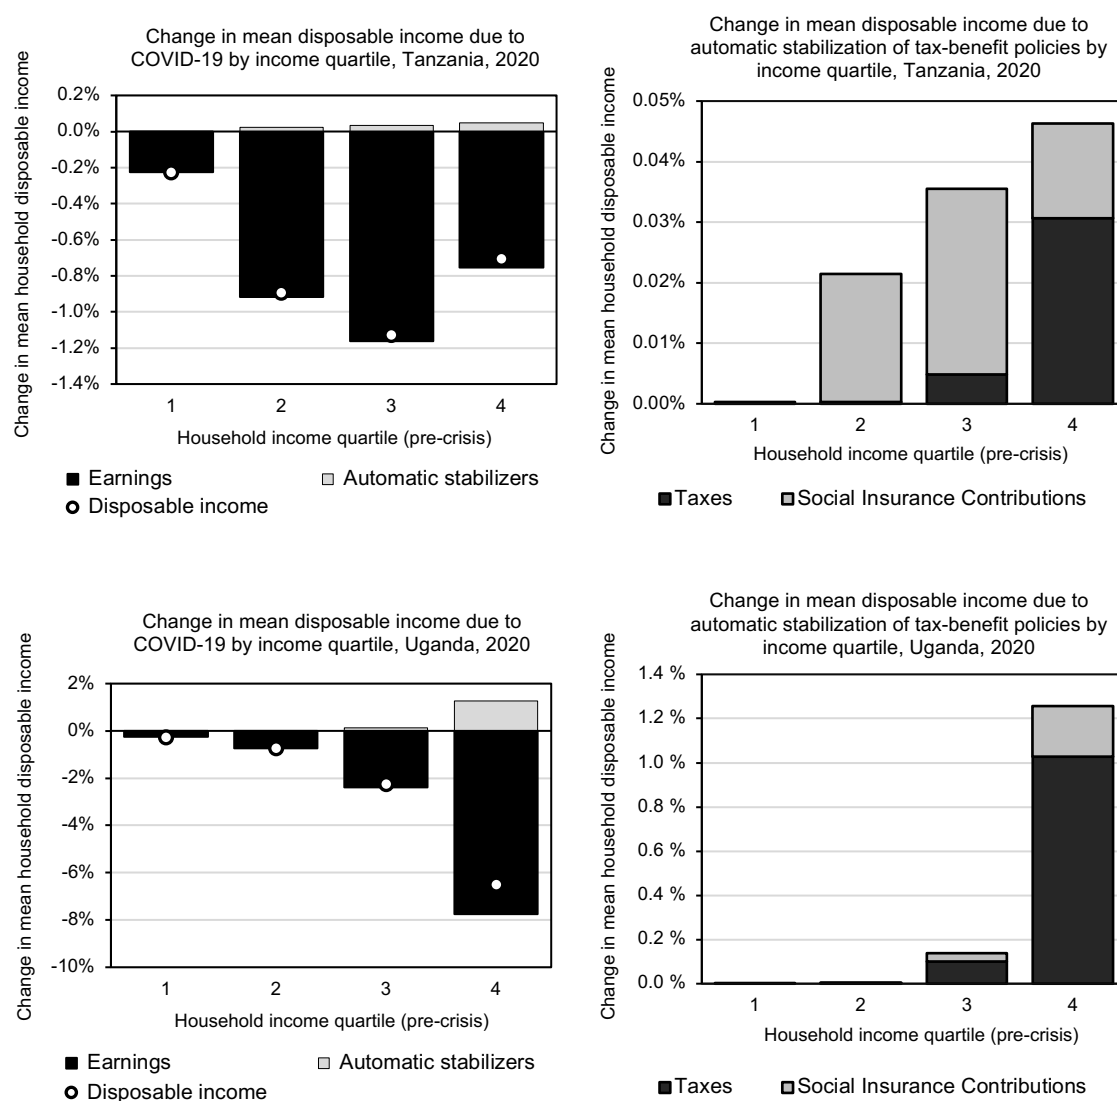 Change in mean disposable income due to
COVID-19 by income quartile, Tanzania, 2020
Change in mean household disposable income
0.2%
0.0%
-0.2%
-0.4%
-0.6%
-0.8%
-1.0%
-1.2%
-1.4%
1 2 3 4
Household income quartile (pre-crisis)
Earnings Automatic stabilizers
Disposable income
Change in mean disposable income due to
automatic stabilization of tax-benefit policies by
income quartile, Tanzania, 2020
Change in mean household disposable income
0.05%
0.04%
0.03%
0.02%
0.01%
0.00%
1 2 3 4
Household income quartile (pre-crisis)
Taxes Social Insurance Contributions
Change in mean disposable income due to
COVID-19 by income quartile, Uganda, 2020
Change in mean household disposable income
2%
0%
-2%
-4%
-6%
-8%
-10%
1 2 3 4
Household income quartile (pre-crisis)
Earnings Automatic stabilizers
Disposable income
Change in mean disposable income due to
automatic stabilization of tax-benefit policies by
income quartile, Uganda, 2020
Change in mean household disposable income
1.4 %
1.2 %
1.0 %
0.8 %
0.6 %
0.4 %
0.2 %
0.0 %
1 2 3 4
Household income quartile (pre-crisis)
Taxes Social Insurance Contributions